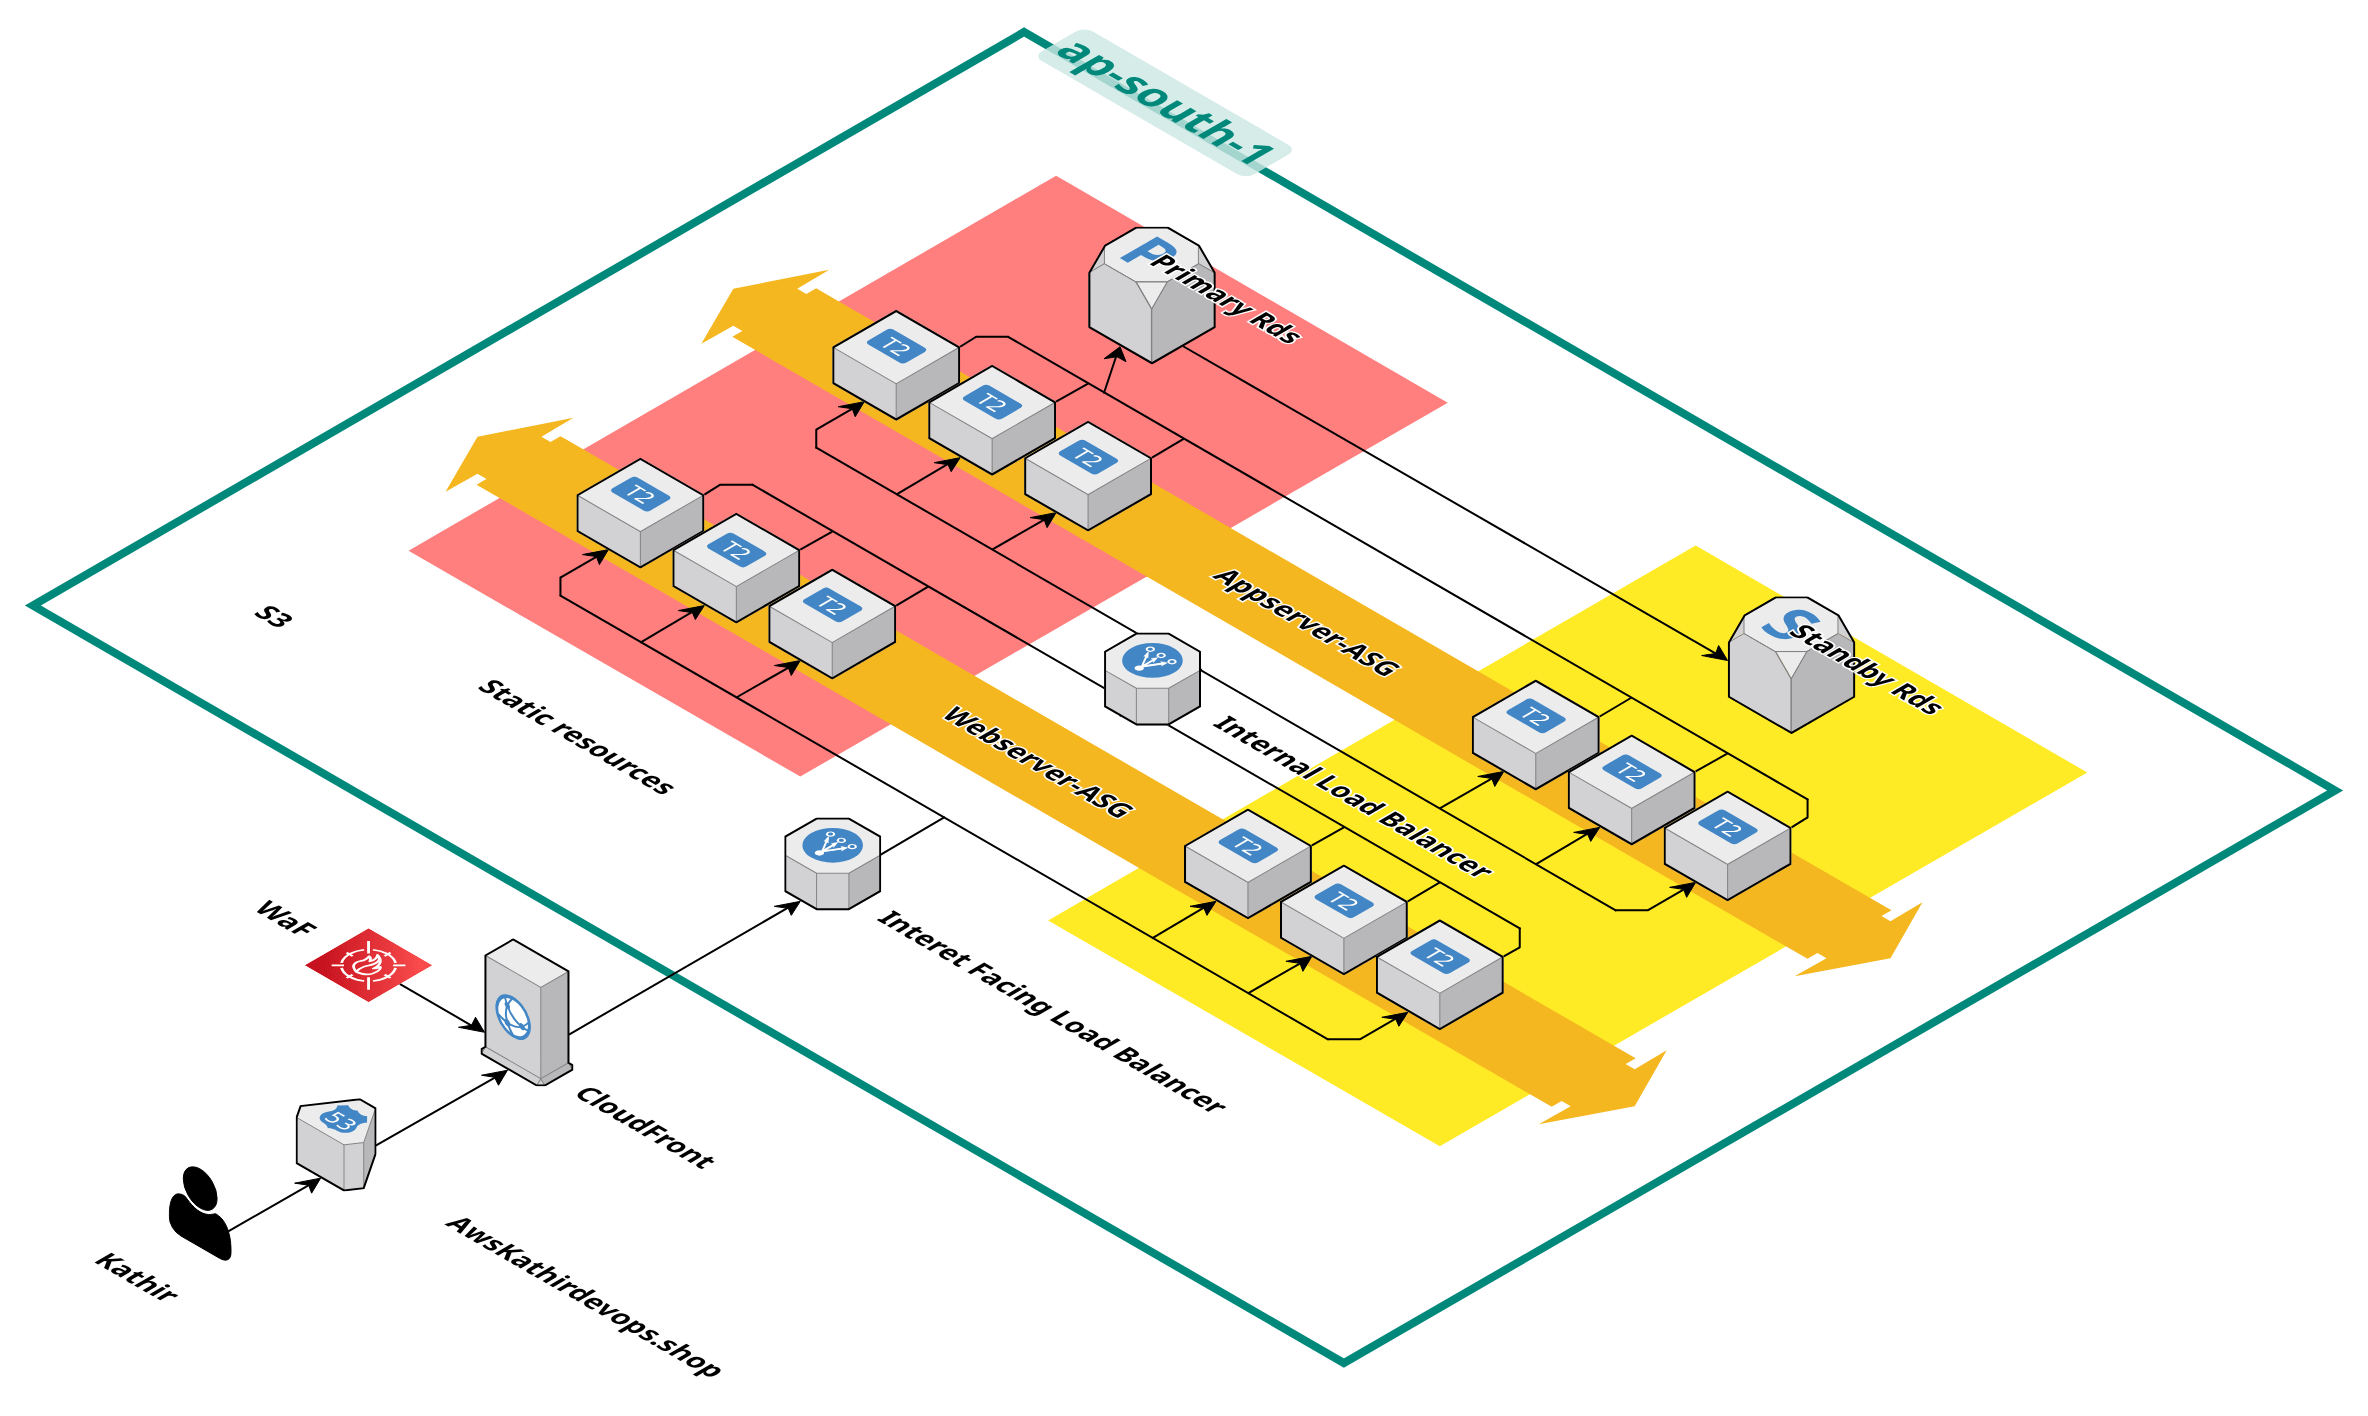 ap-south-1
P
Primary Rds
T2
T2
T2
T2
T2
T2
S3
Static resources
Appserver-ASG
Webserver-ASG
Internal Load Balancer
S
Standby Rds
T2
T2
T2
T2
T2
T2
WaF
Interet Facing Load Balancer
CloudFront
53
Kathir
AwsKathirdevops.shop